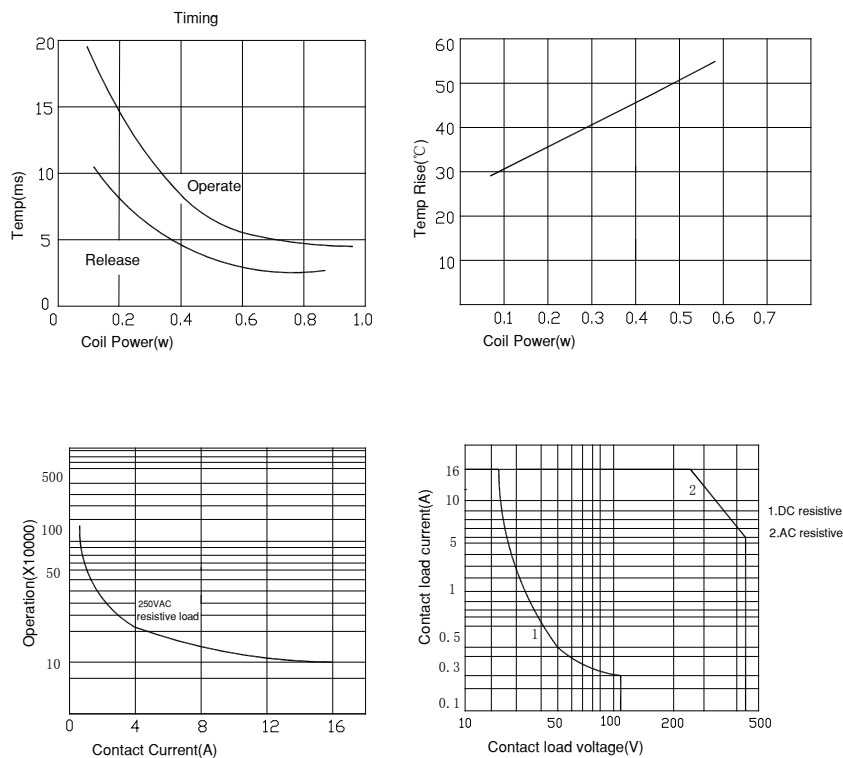 Timing
20
15
10
5
0
Temp(ms)
Operate
Release
0 0.2 0.4 0.6 0.8 1.0
Coil Power(w)
60
50
40
30
20
10
Temp Rise(℃)
0.1 0.2 0.3 0.4 0.5 0.6 0.7
Coil Power(w)
500
100
50
10
Operation(X10000)
250VAC
resistive load
0 4 8 12 16
Contact Current(A)
16
10
5
1
0.5
0.3
0.1
Contact load current(A)
2
1
1.DC resistive
2.AC resistive
10 50 100 200 500
Contact load voltage(V)